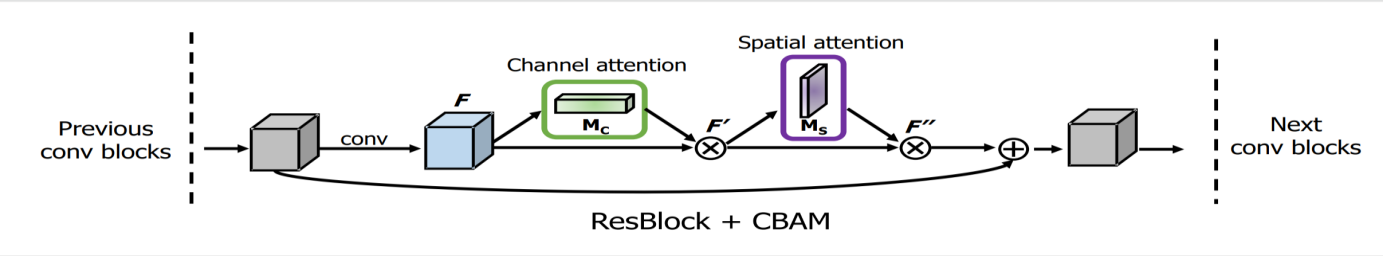 Spatial attention
Channel attention
F
Previous
conv blocks
conv
M_C
F′
M_S
F″
Next
conv blocks
ResBlock + CBAM